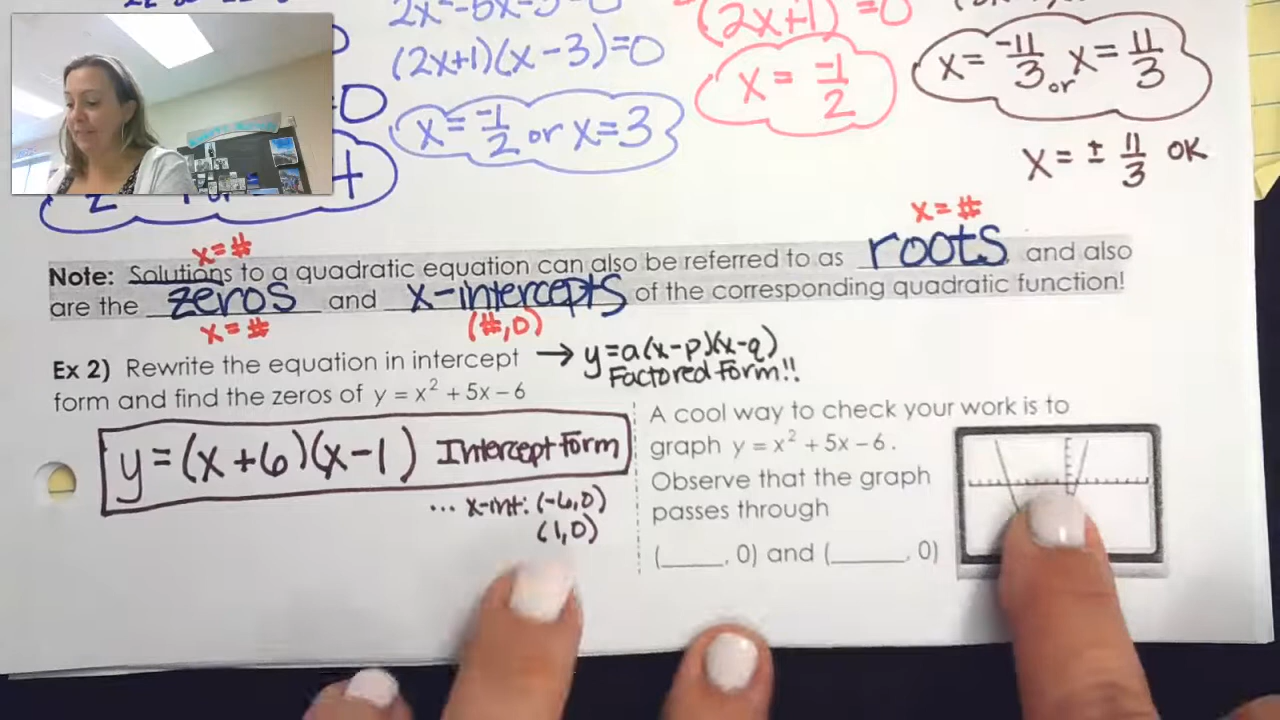 (2x+1)(x-3)=0
(2x+1)=0
x=-1/2 or x=3
x=-1/2
x=-11/3 or x=11/3
x=±11/3 OK
x=#
x=#
Note: Solutions to a quadratic equation can also be referred to as roots and also
are the zeros and x-intercepts of the corresponding quadratic function!
x=#
(#,0)
Ex 2) Rewrite the equation in intercept → y=a(x-p)(x-q)
Factored Form!!
form and find the zeros of y = x² + 5x – 6
y=(x+6)(x-1) Intercept Form
... x-int: (-6,0)
(1,0)
A cool way to check your work is to
graph y = x² + 5x – 6.
Observe that the graph
passes through
(_____, 0) and (_____, 0)